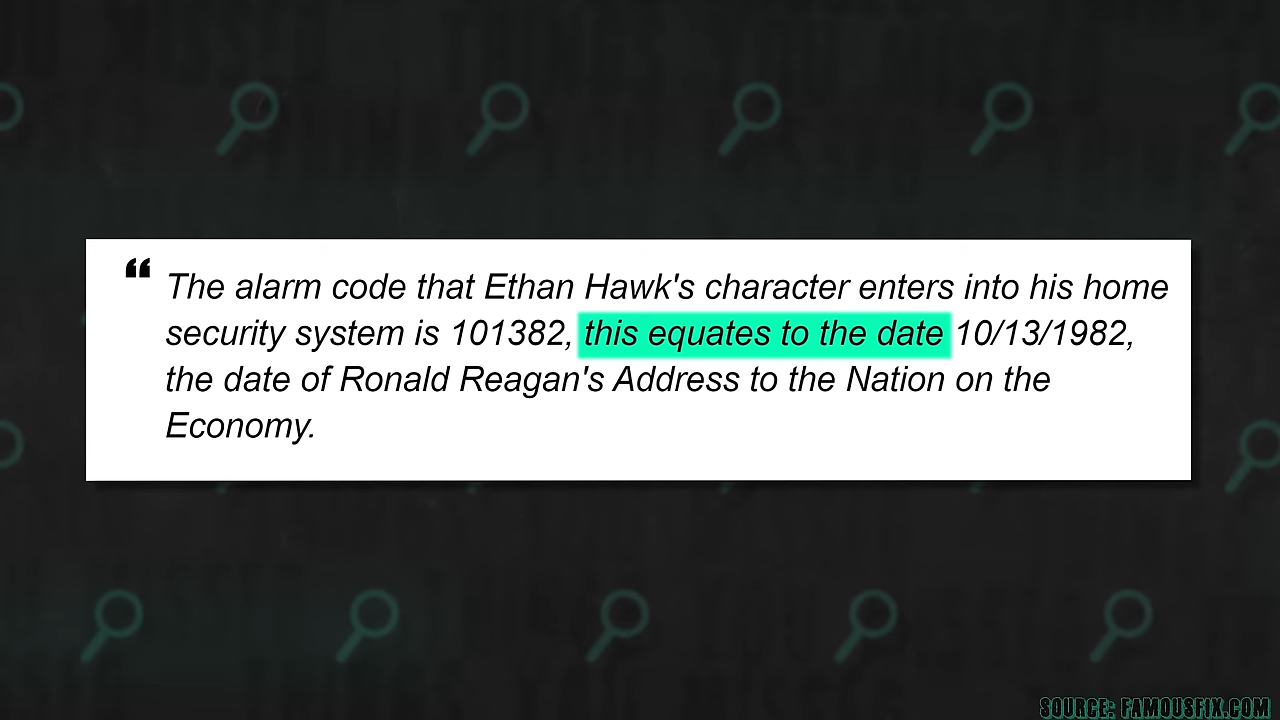 “ The alarm code that Ethan Hawk's character enters into his home
security system is 101382, this equates to the date 10/13/1982,
the date of Ronald Reagan's Address to the Nation on the
Economy.
SOURCE: FAMOUSFIX.COM